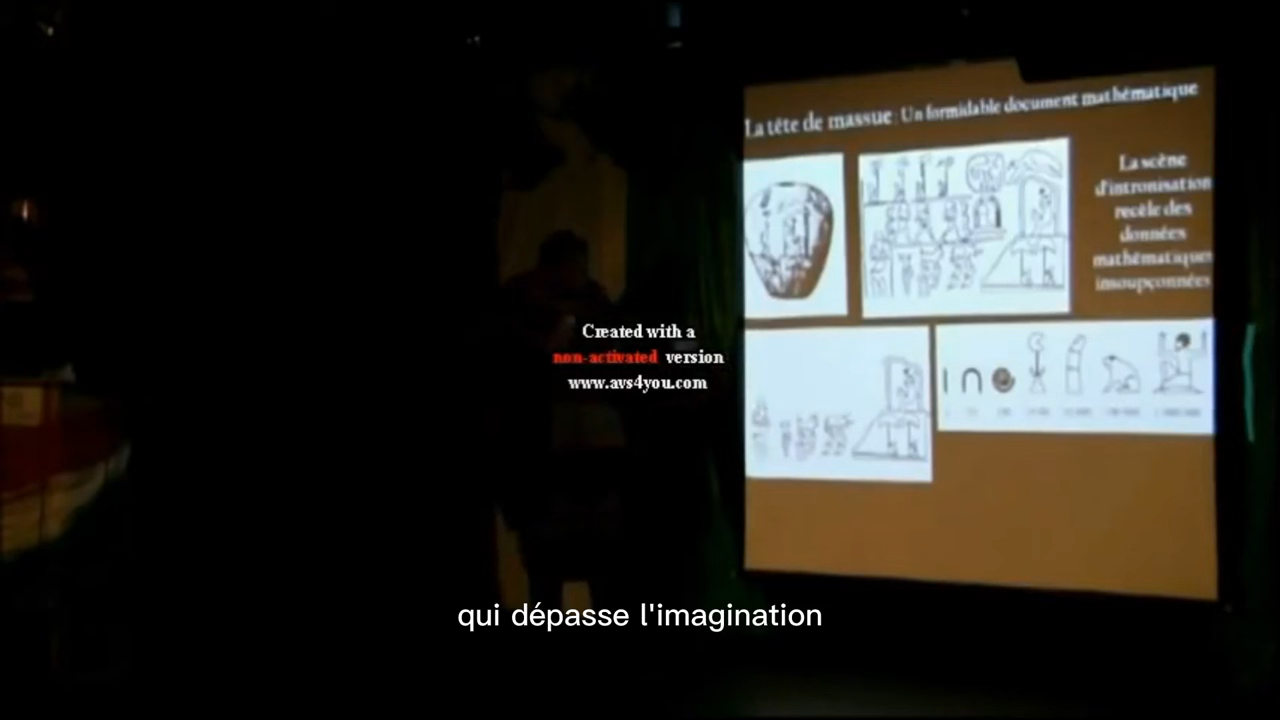 La tête de massue : Un formidable document mathématique
La scène
d'intronisation
recèle des
données
mathématiques
insoupçonnées
Created with a
non-activated version
www.avs4you.com
qui dépasse l'imagination